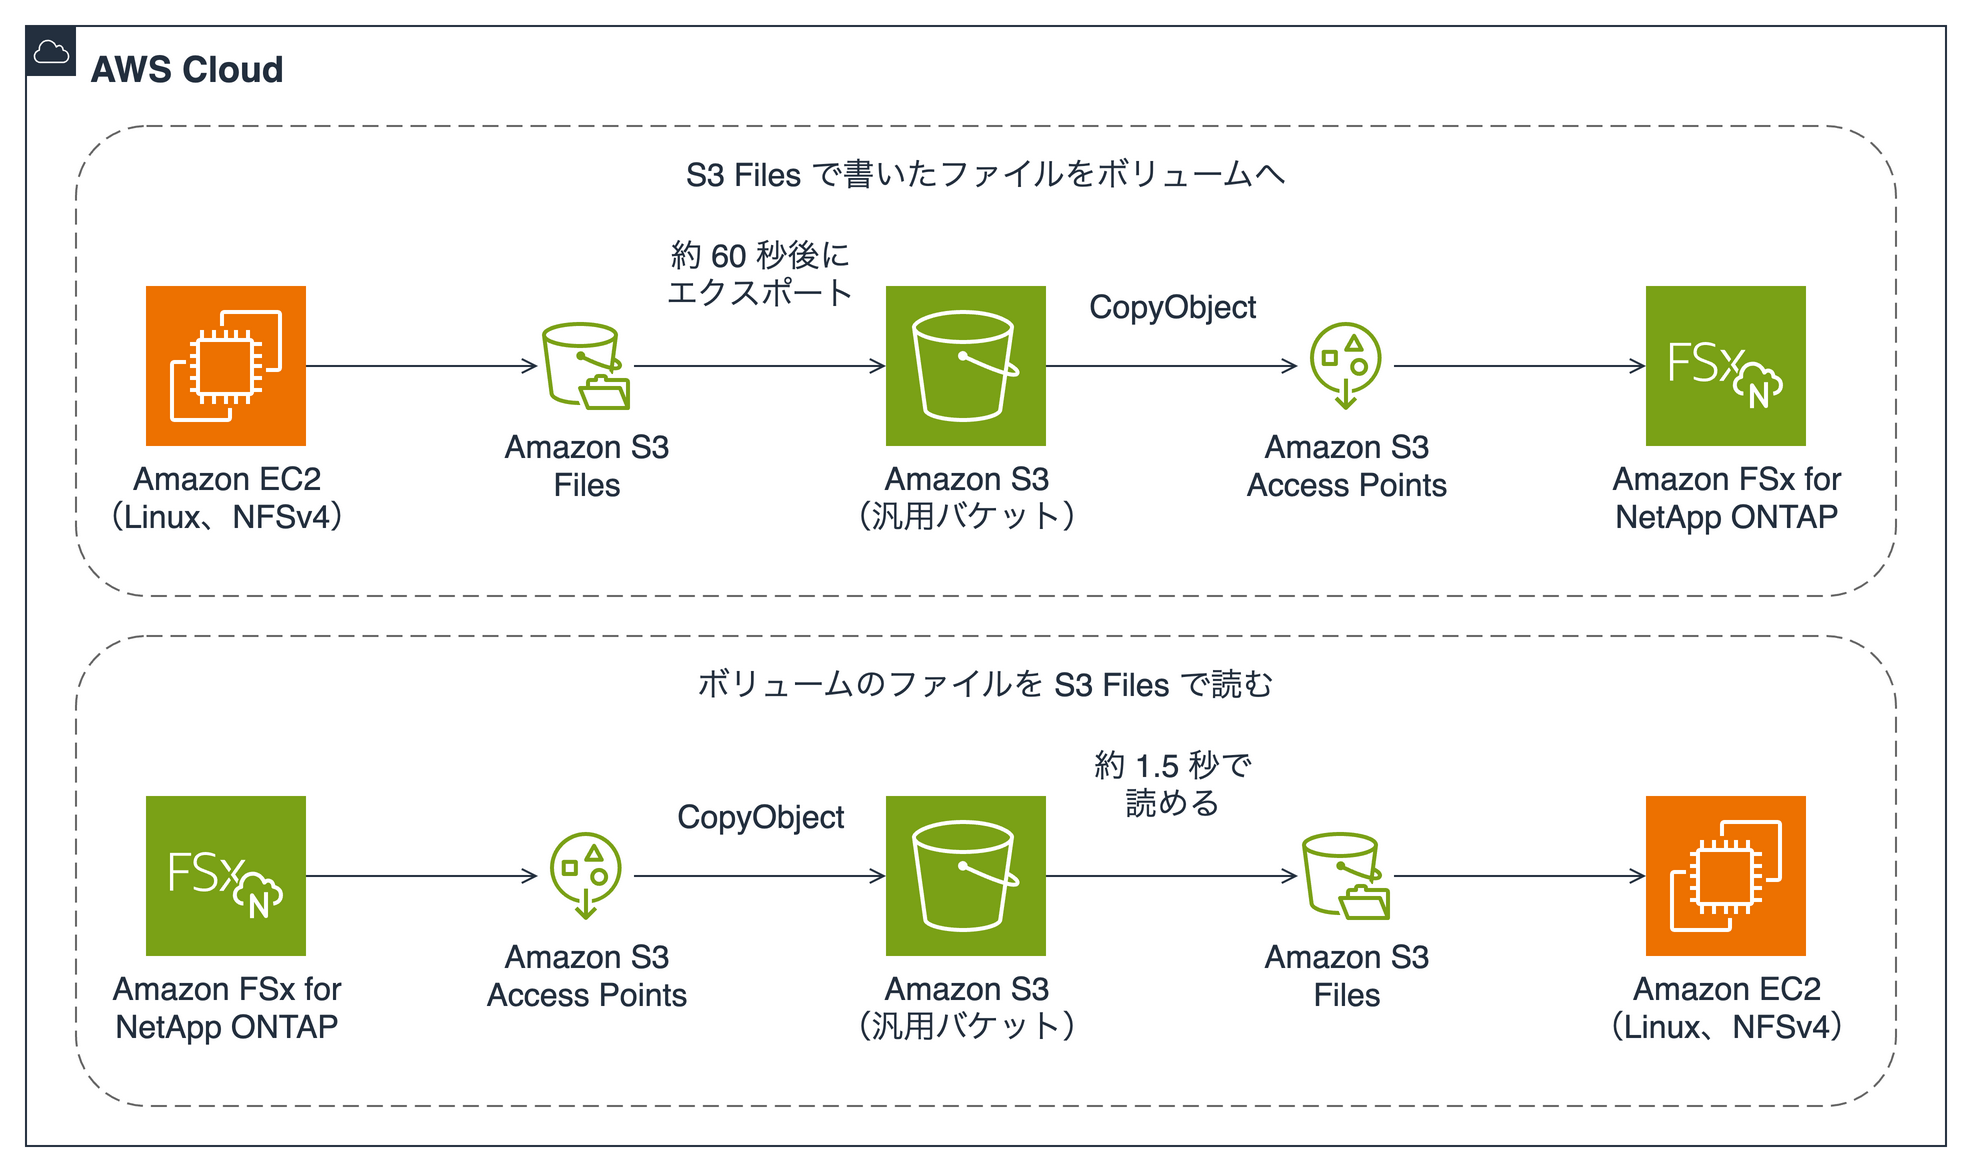 AWS Cloud
S3 Files で書いたファイルをボリュームへ
約 60 秒後に
エクスポート
CopyObject
FSx
N
Amazon EC2
（Linux、NFSv4）
Amazon S3
Files
Amazon S3
（汎用バケット）
Amazon S3
Access Points
Amazon FSx for
NetApp ONTAP
ボリュームのファイルを S3 Files で読む
約 1.5 秒で
読める
CopyObject
FSx
N
Amazon FSx for
NetApp ONTAP
Amazon S3
Access Points
Amazon S3
（汎用バケット）
Amazon S3
Files
Amazon EC2
（Linux、NFSv4）